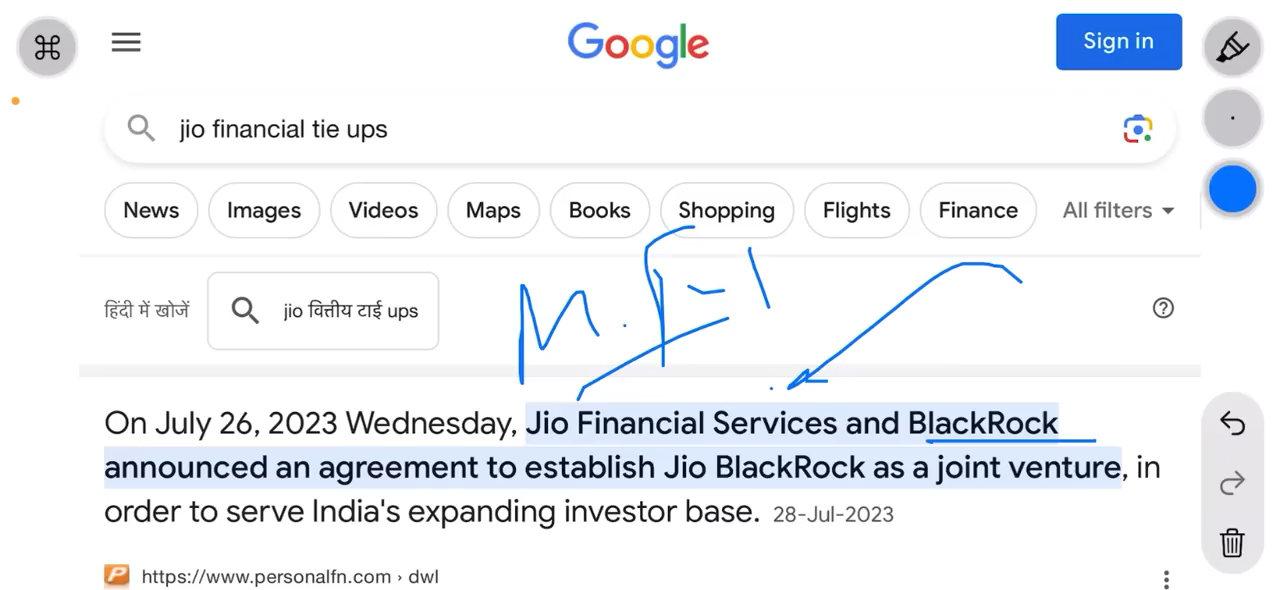 Google
Sign in
jio financial tie ups
News Images Videos Maps Books Shopping Flights Finance All filters
हिंदी में खोजें jio वित्तीय टाई ups
On July 26, 2023 Wednesday, Jio Financial Services and BlackRock
announced an agreement to establish Jio BlackRock as a joint venture, in
order to serve India's expanding investor base. 28-Jul-2023
https://www.personalfn.com › dwl